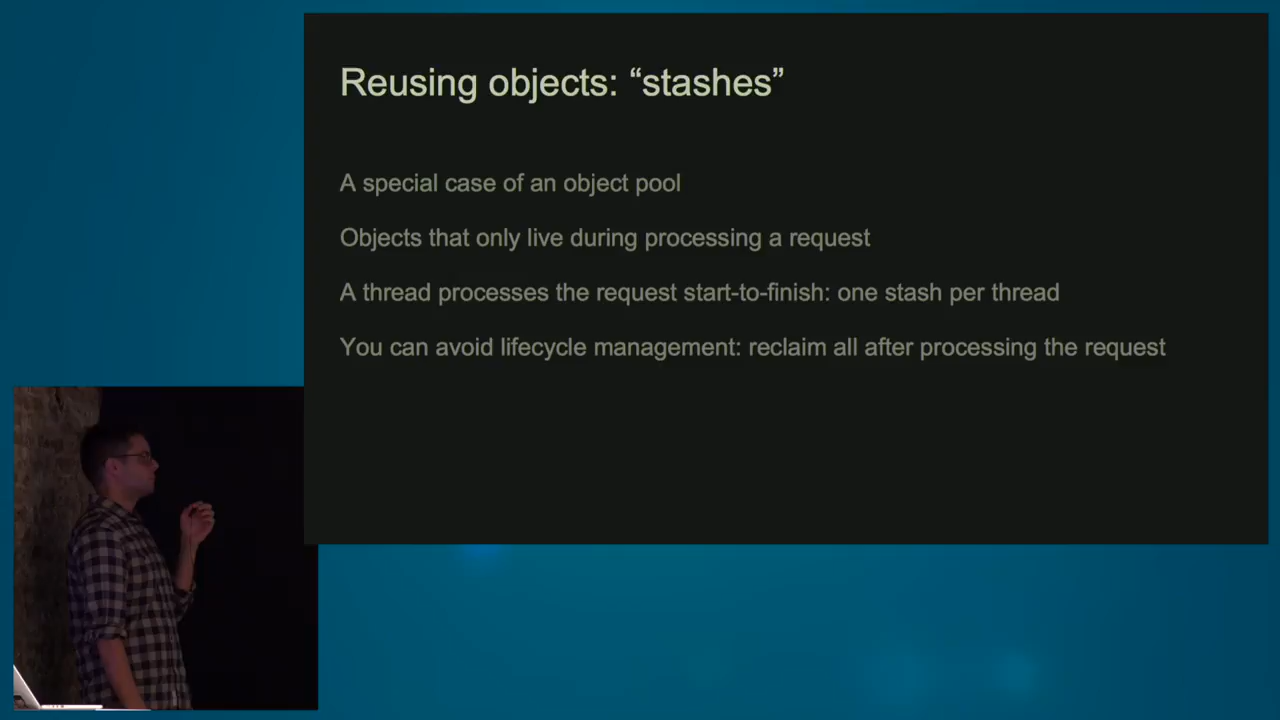 Reusing objects: “stashes”
A special case of an object pool
Objects that only live during processing a request
A thread processes the request start-to-finish: one stash per thread
You can avoid lifecycle management: reclaim all after processing the request